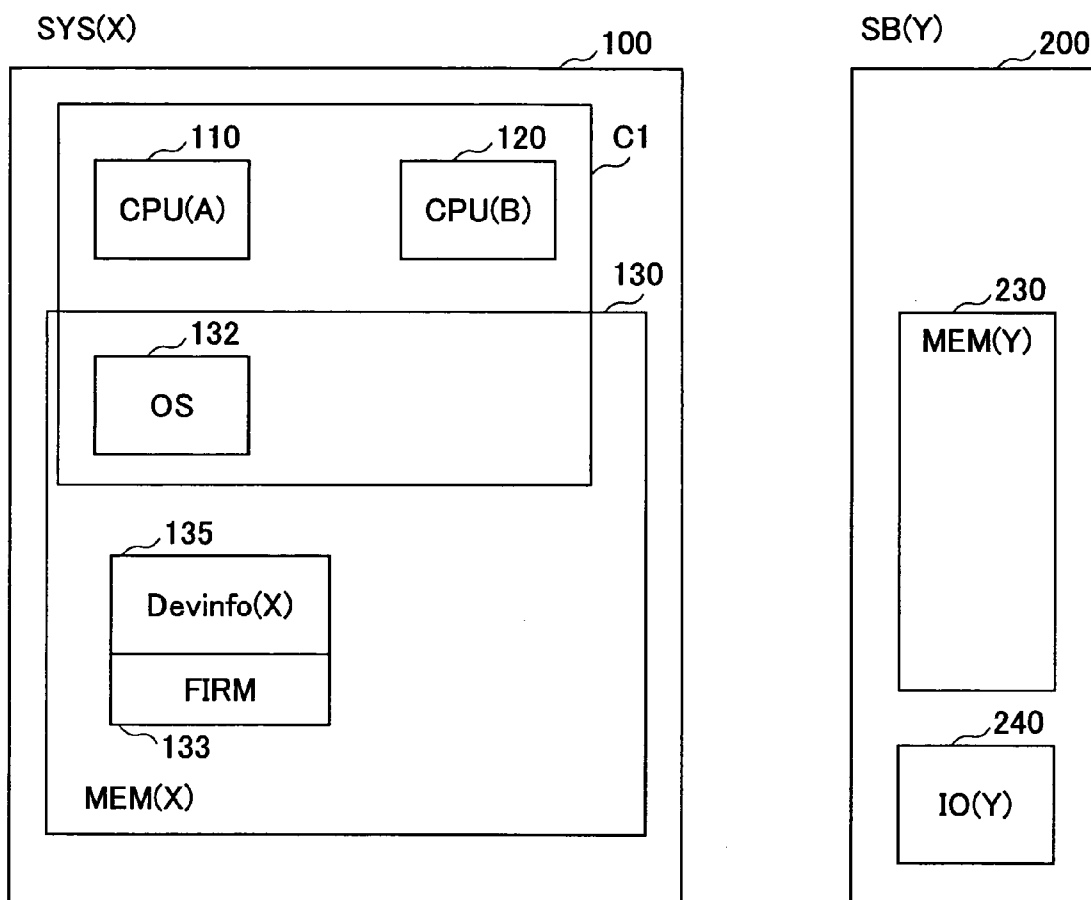 SYS(X)
100
SB(Y)
200
110
CPU(A)
120
CPU(B)
C1
130
132
OS
230
MEM(Y)
135
Devinfo(X)
FIRM
133
MEM(X)
240
IO(Y)